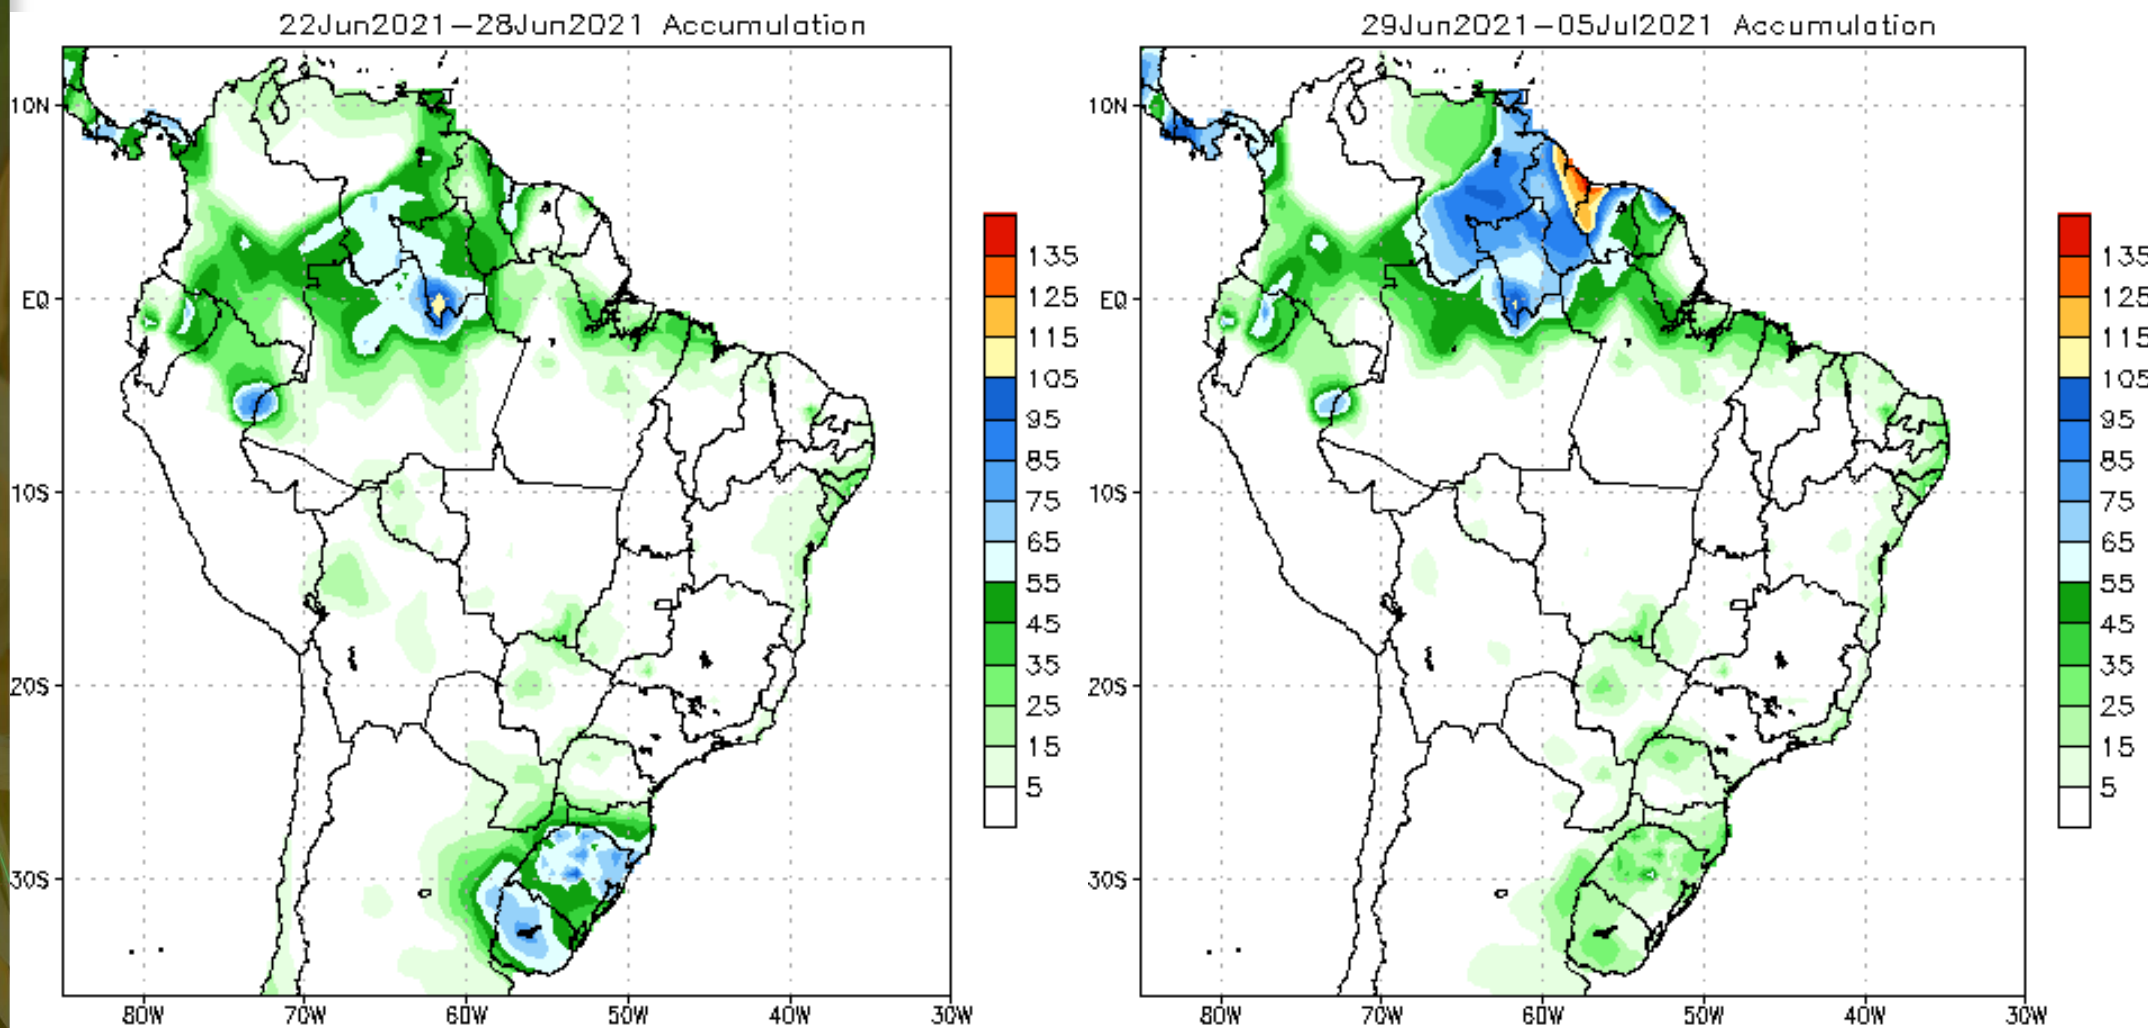 22Jun2021–28Jun2021 Accumulation
10N
EQ
10S
20S
30S
80W
70W
60W
50W
40W
30W
135
125
115
105
95
85
75
65
55
45
35
25
15
5
29Jun2021–05Jul2021 Accumulation
10N
EQ
10S
20S
30S
80W
70W
60W
50W
40W
30W
135
125
115
105
95
85
75
65
55
45
35
25
15
5